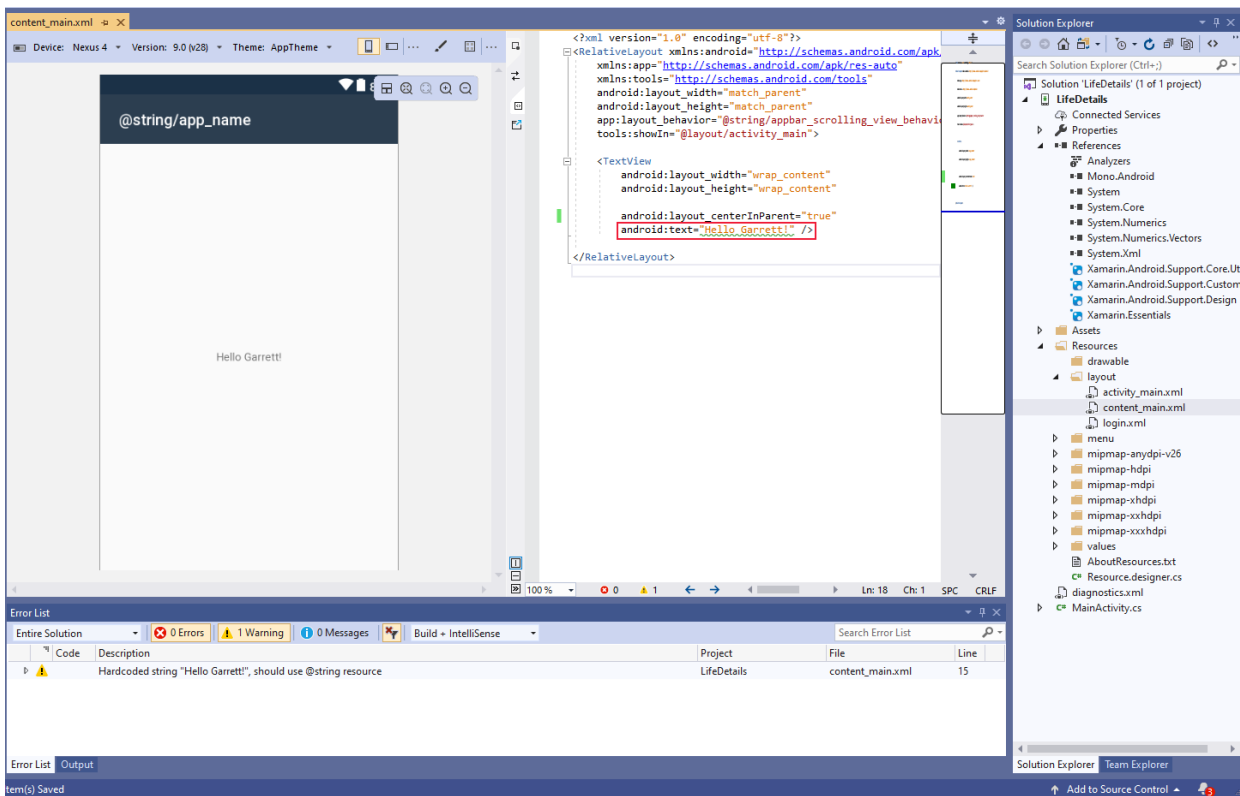 content_main.xml
Device: Nexus 4 Version: 9.0 (v28) Theme: AppTheme
@string/app_name
Hello Garrett!
<?xml version="1.0" encoding="utf-8"?>
<RelativeLayout xmlns:android="http://schemas.android.com/apk
xmlns:app="http://schemas.android.com/apk/res-auto"
xmlns:tools="http://schemas.android.com/tools"
android:layout_width="match_parent"
android:layout_height="match_parent"
app:layout_behavior="@string/appbar_scrolling_view_behavio
tools:showIn="@layout/activity_main">
<TextView
android:layout_width="wrap_content"
android:layout_height="wrap_content"
android:layout_centerInParent="true"
android:text="Hello Garrett!" />
</RelativeLayout>
100 % 0 1 Ln: 18 Ch: 1 SPC CRLF
Solution Explorer
Search Solution Explorer (Ctrl+;)
Solution 'LifeDetails' (1 of 1 project)
LifeDetails
Connected Services
Properties
References
Analyzers
Mono.Android
System
System.Core
System.Numerics
System.Numerics.Vectors
System.Xml
Xamarin.Android.Support.Core.Ut
Xamarin.Android.Support.Custom
Xamarin.Android.Support.Design
Xamarin.Essentials
Assets
Resources
drawable
layout
activity_main.xml
content_main.xml
login.xml
menu
mipmap-anydpi-v26
mipmap-hdpi
mipmap-mdpi
mipmap-xhdpi
mipmap-xxhdpi
mipmap-xxxhdpi
values
AboutResources.txt
C# Resource.designer.cs
diagnostics.xml
C# MainActivity.cs
Solution Explorer Team Explorer
Error List
Entire Solution 0 Errors 1 Warning 0 Messages Build + IntelliSense Search Error List
Code Description Project File Line
Hardcoded string "Hello Garrett!", should use @string resource LifeDetails content_main.xml 15
Error List Output
tem(s) Saved Add to Source Control 3